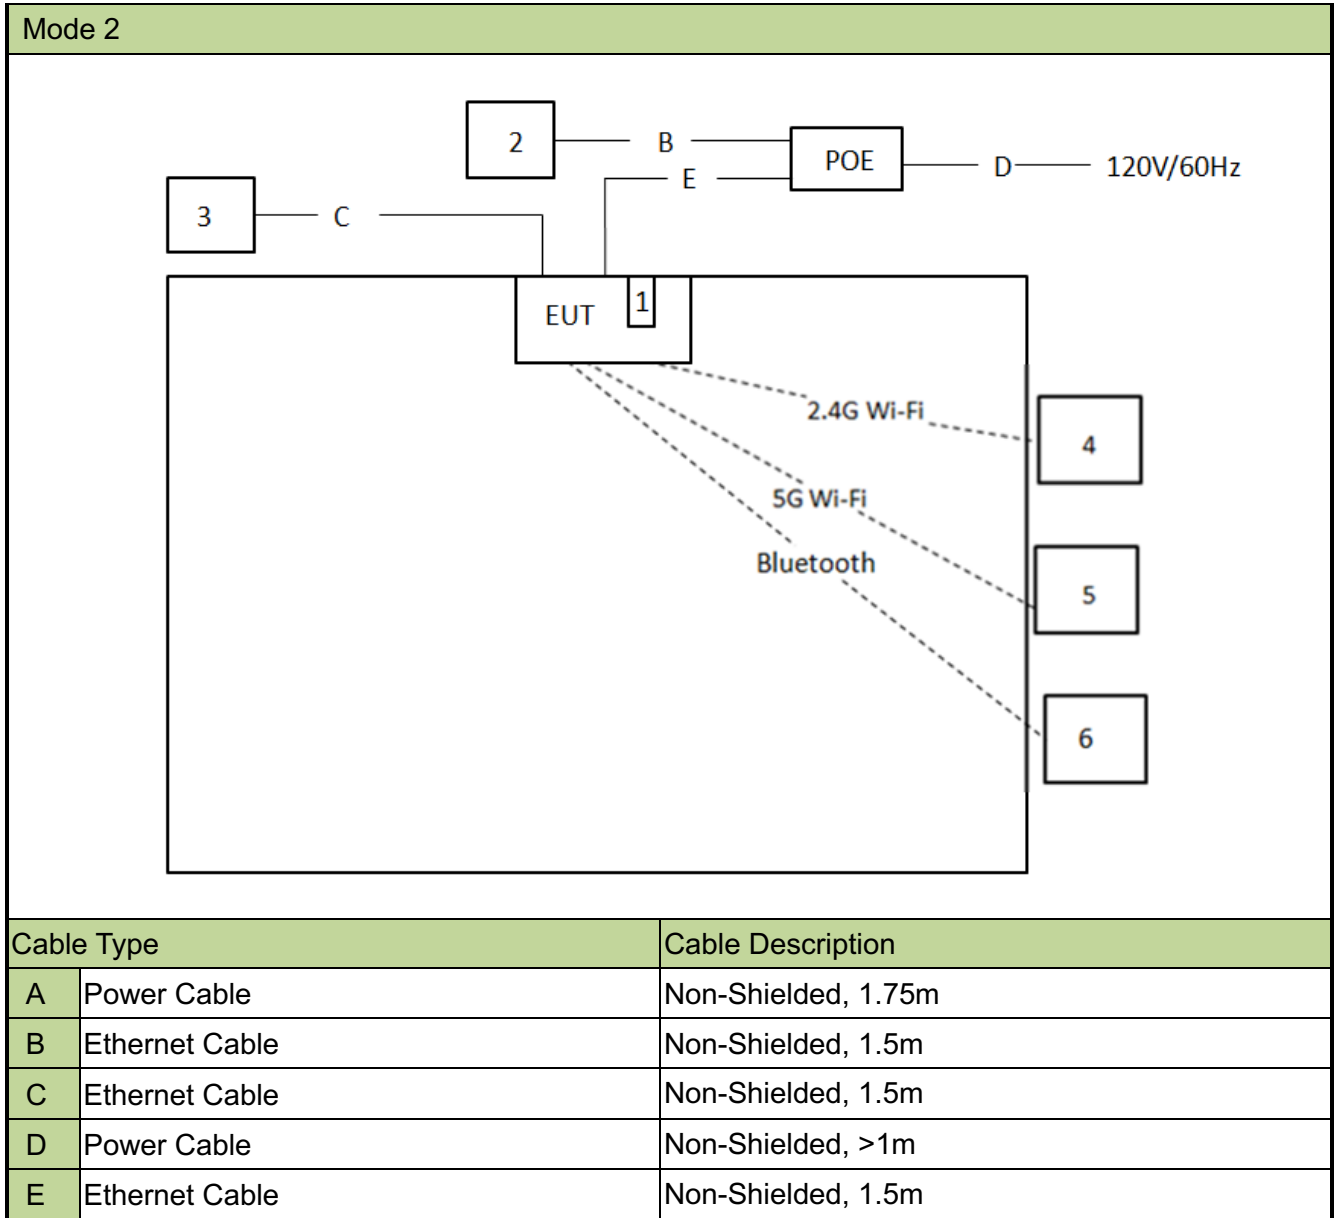 Mode 2
2 B POE D 120V/60Hz
E
3 C
EUT 1
2.4G Wi-Fi
4
5G Wi-Fi
Bluetooth
5
6
Cable Type Cable Description
A Power Cable Non-Shielded, 1.75m
B Ethernet Cable Non-Shielded, 1.5m
C Ethernet Cable Non-Shielded, 1.5m
D Power Cable Non-Shielded, >1m
E Ethernet Cable Non-Shielded, 1.5m